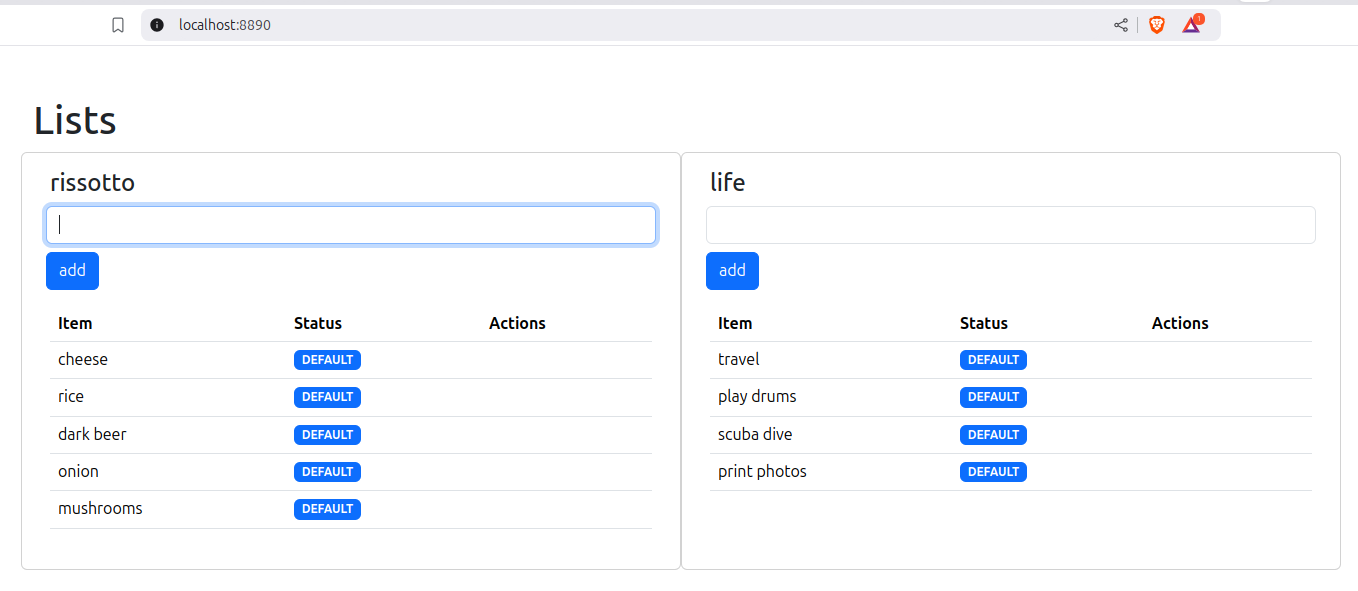 localhost:8890
1
Lists
rissotto
add
Item Status Actions
cheese DEFAULT
rice DEFAULT
dark beer DEFAULT
onion DEFAULT
mushrooms DEFAULT
life
add
Item Status Actions
travel DEFAULT
play drums DEFAULT
scuba dive DEFAULT
print photos DEFAULT